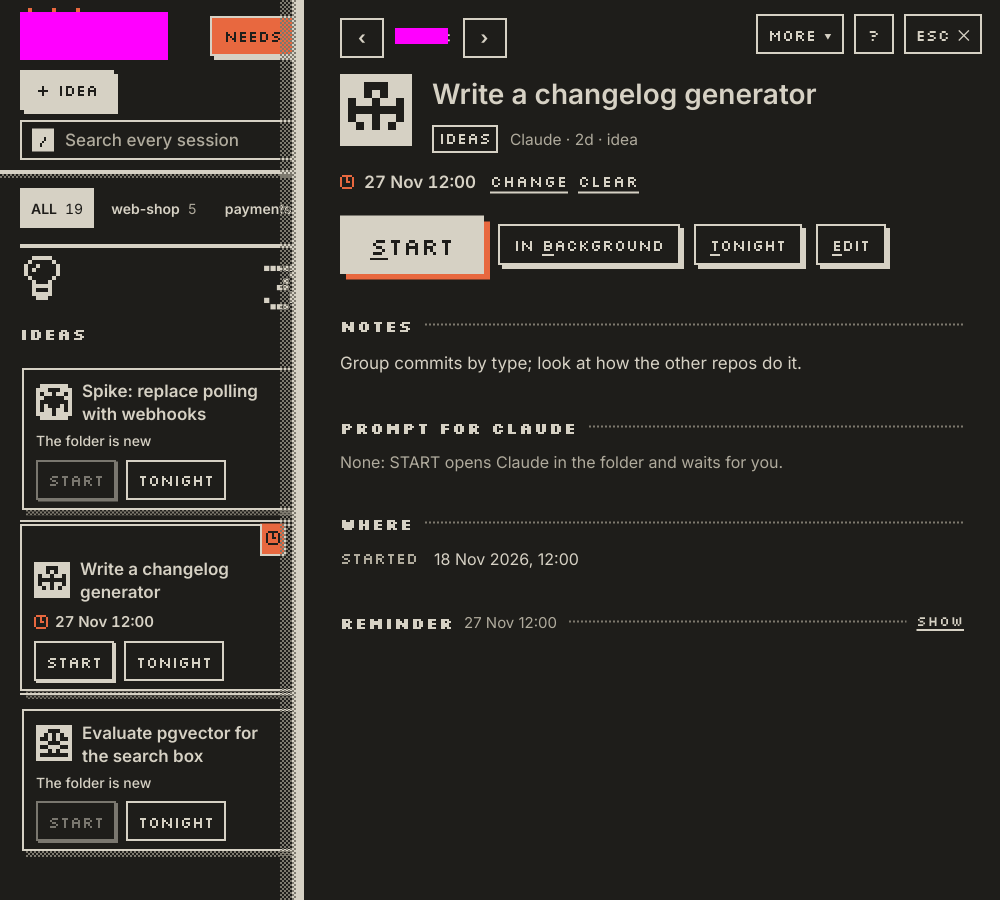 NEEDS
+ IDEA
/ Search every session
ALL 19 web-shop 5 payments
3
IDEAS
Spike: replace polling
with webhooks
The folder is new
START TONIGHT
Write a changelog
generator
27 Nov 12:00
START TONIGHT
Evaluate pgvector for
the search box
The folder is new
START TONIGHT
‹ › MORE ▾ ? ESC ×
Write a changelog generator
IDEAS Claude · 2d · idea
27 Nov 12:00 CHANGE CLEAR
START IN BACKGROUND TONIGHT EDIT
NOTES
Group commits by type; look at how the other repos do it.
PROMPT FOR CLAUDE
None: START opens Claude in the folder and waits for you.
WHERE
STARTED 18 Nov 2026, 12:00
REMINDER 27 Nov 12:00 SHOW